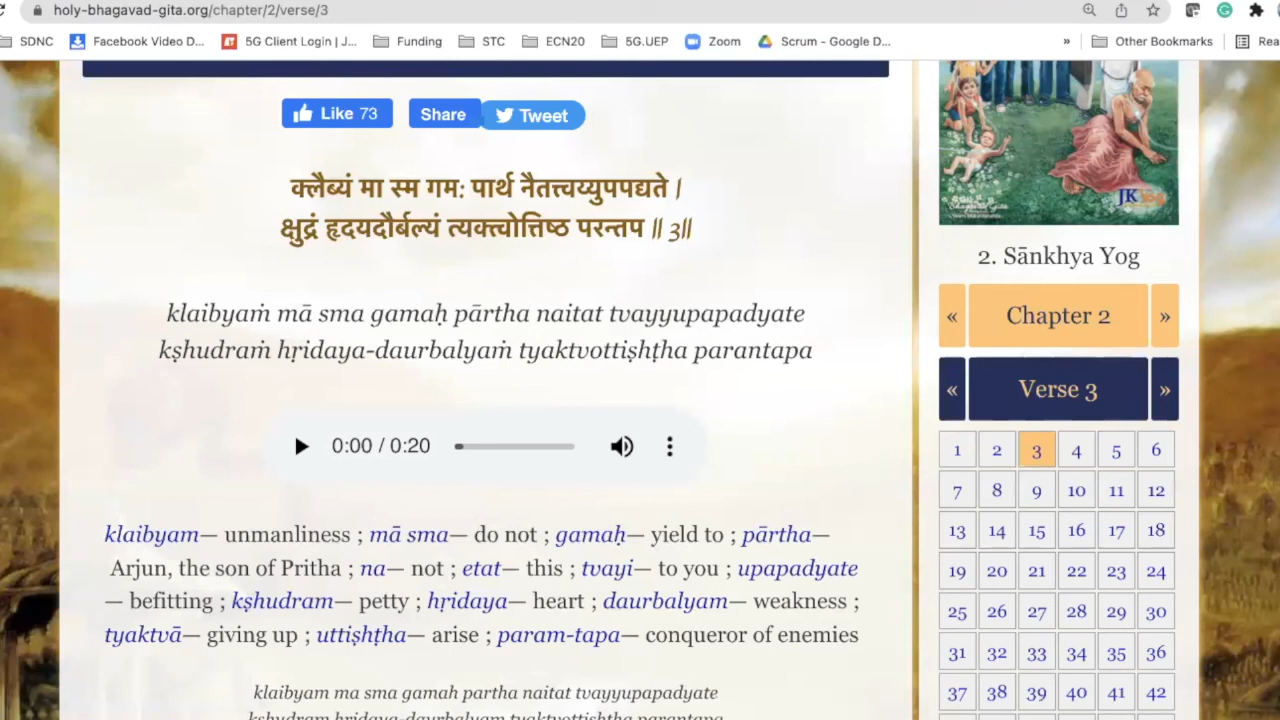 holy-bhagavad-gita.org/chapter/2/verse/3
SDNC Facebook Video D... 5G Client Login | J... Funding STC ECN20 5G.UEP Zoom Scrum - Google D... » Other Bookmarks Rea
Like 73 Share Tweet
क्लैब्यं मा स्म गम: पार्थ नैतत्त्वय्युपपद्यते |
क्षुद्रं हृदयदौर्बल्यं त्यक्त्वोत्तिष्ठ परन्तप || 3||
klaibyaṁ mā sma gamaḥ pārtha naitat tvayyupapadyate
kṣhudraṁ hṛidaya-daurbalyaṁ tyaktvottiṣhṭha parantapa
0:00 / 0:20
klaibyam— unmanliness ; mā sma— do not ; gamaḥ— yield to ; pārtha—
Arjun, the son of Pritha ; na— not ; etat— this ; tvayi— to you ; upapadyate
— befitting ; kṣhudram— petty ; hṛidaya— heart ; daurbalyam— weakness ;
tyaktvā— giving up ; uttiṣhṭha— arise ; param-tapa— conqueror of enemies
klaibyam ma sma gamah partha naitat tvayyupapadyate
kshudram hridaya-daurbalyam tyaktvottishtha parantapa
JK
2. Sānkhya Yog
« Chapter 2 »
« Verse 3 »
1 2 3 4 5 6
7 8 9 10 11 12
13 14 15 16 17 18
19 20 21 22 23 24
25 26 27 28 29 30
31 32 33 34 35 36
37 38 39 40 41 42